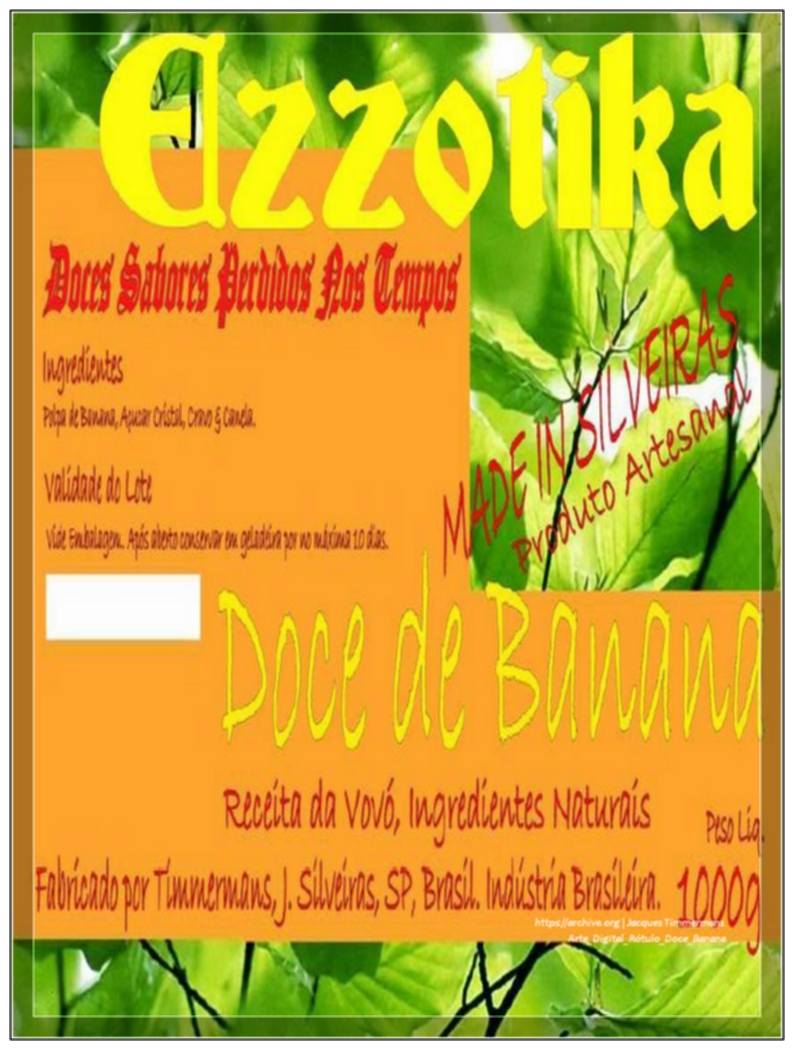 Ezzotika
Doces Sabores Perdidos Nos Tempos
Ingredientes
Polpa de Banana, Açucar Cristal, Cravo & Canela.
Validade do Lote
Vide Embalagem. Após aberto conservar em geladeira por no máxima 10 dias.
MADE IN SILVEIRAS
Produto Artesanal
Doce de Banana
Receita da Vovó, Ingredientes Naturais
Peso Liq.
Fabricado por Timmermans, J. Silveiras, SP, Brasil. Indústria Brasileira.
1000g
https://archive.org | Jacques Timmermans
Arte_Digital_Rótulo_Doce_Banana